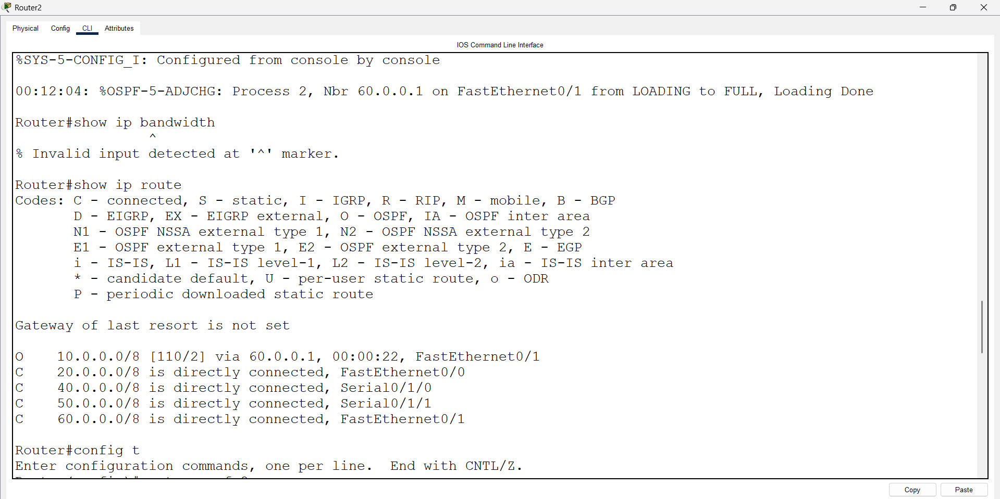 Router2
Physical Config CLI Attributes
IOS Command Line Interface
%SYS-5-CONFIG_I: Configured from console by console
00:12:04: %OSPF-5-ADJCHG: Process 2, Nbr 60.0.0.1 on FastEthernet0/1 from LOADING to FULL, Loading Done
Router#show ip bandwidth
^
% Invalid input detected at '^' marker.
Router#show ip route
Codes: C - connected, S - static, I - IGRP, R - RIP, M - mobile, B - BGP
D - EIGRP, EX - EIGRP external, O - OSPF, IA - OSPF inter area
N1 - OSPF NSSA external type 1, N2 - OSPF NSSA external type 2
E1 - OSPF external type 1, E2 - OSPF external type 2, E - EGP
i - IS-IS, L1 - IS-IS level-1, L2 - IS-IS level-2, ia - IS-IS inter area
* - candidate default, U - per-user static route, o - ODR
P - periodic downloaded static route
Gateway of last resort is not set
O 10.0.0.0/8 [110/2] via 60.0.0.1, 00:00:22, FastEthernet0/1
C 20.0.0.0/8 is directly connected, FastEthernet0/0
C 40.0.0.0/8 is directly connected, Serial0/1/0
C 50.0.0.0/8 is directly connected, Serial0/1/1
C 60.0.0.0/8 is directly connected, FastEthernet0/1
Router#config t
Enter configuration commands, one per line. End with CNTL/Z.
Copy Paste